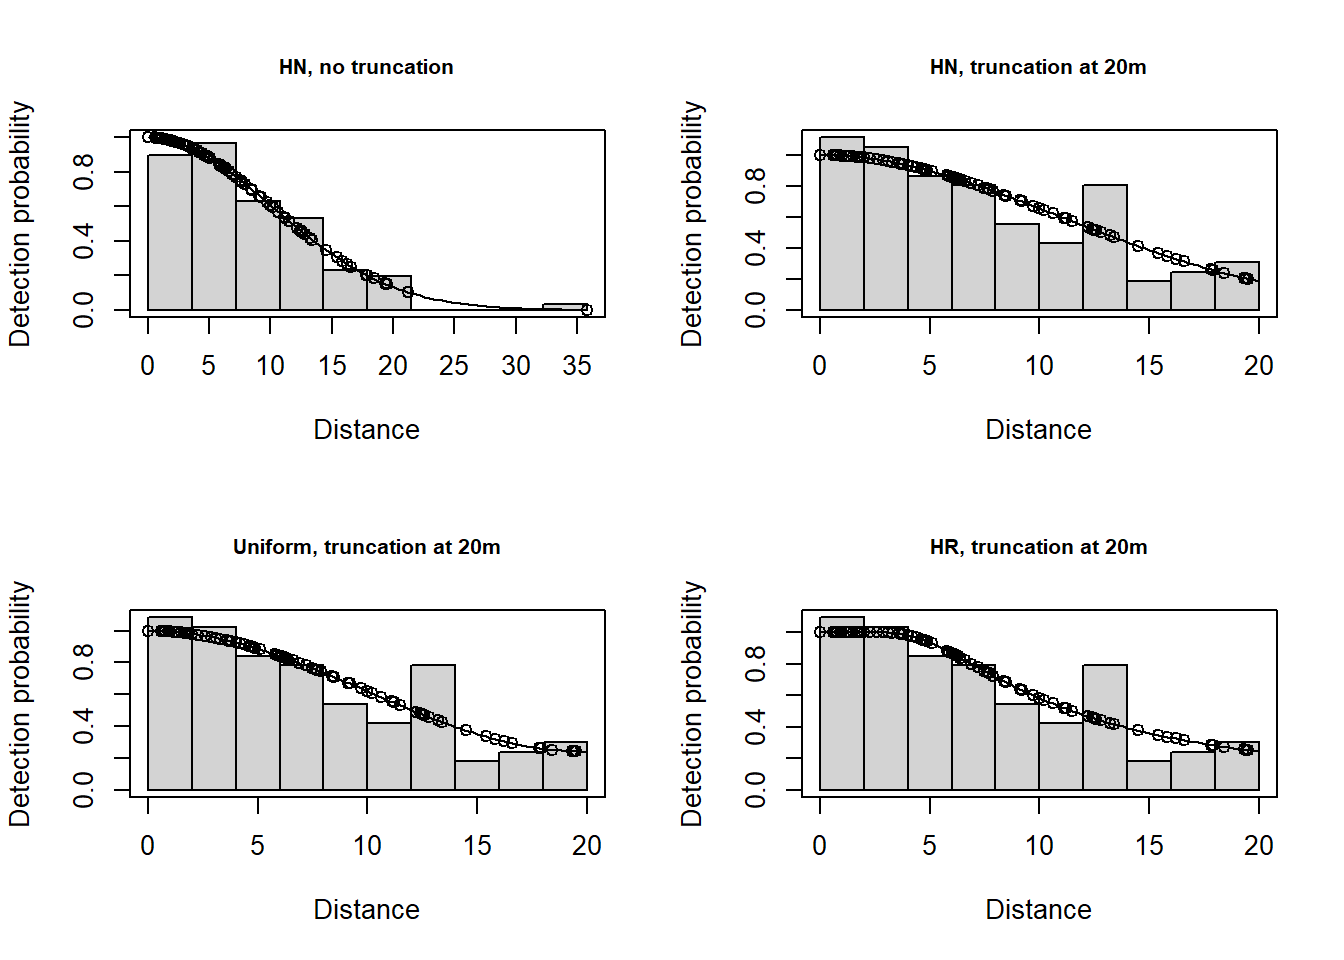 HN, no truncation
Detection probability
0.0 0.4 0.8
0 5 10 15 20 25 30 35
Distance
HN, truncation at 20m
Detection probability
0.0 0.4 0.8
0 5 10 15 20
Distance
Uniform, truncation at 20m
Detection probability
0.0 0.4 0.8
0 5 10 15 20
Distance
HR, truncation at 20m
Detection probability
0.0 0.4 0.8
0 5 10 15 20
Distance